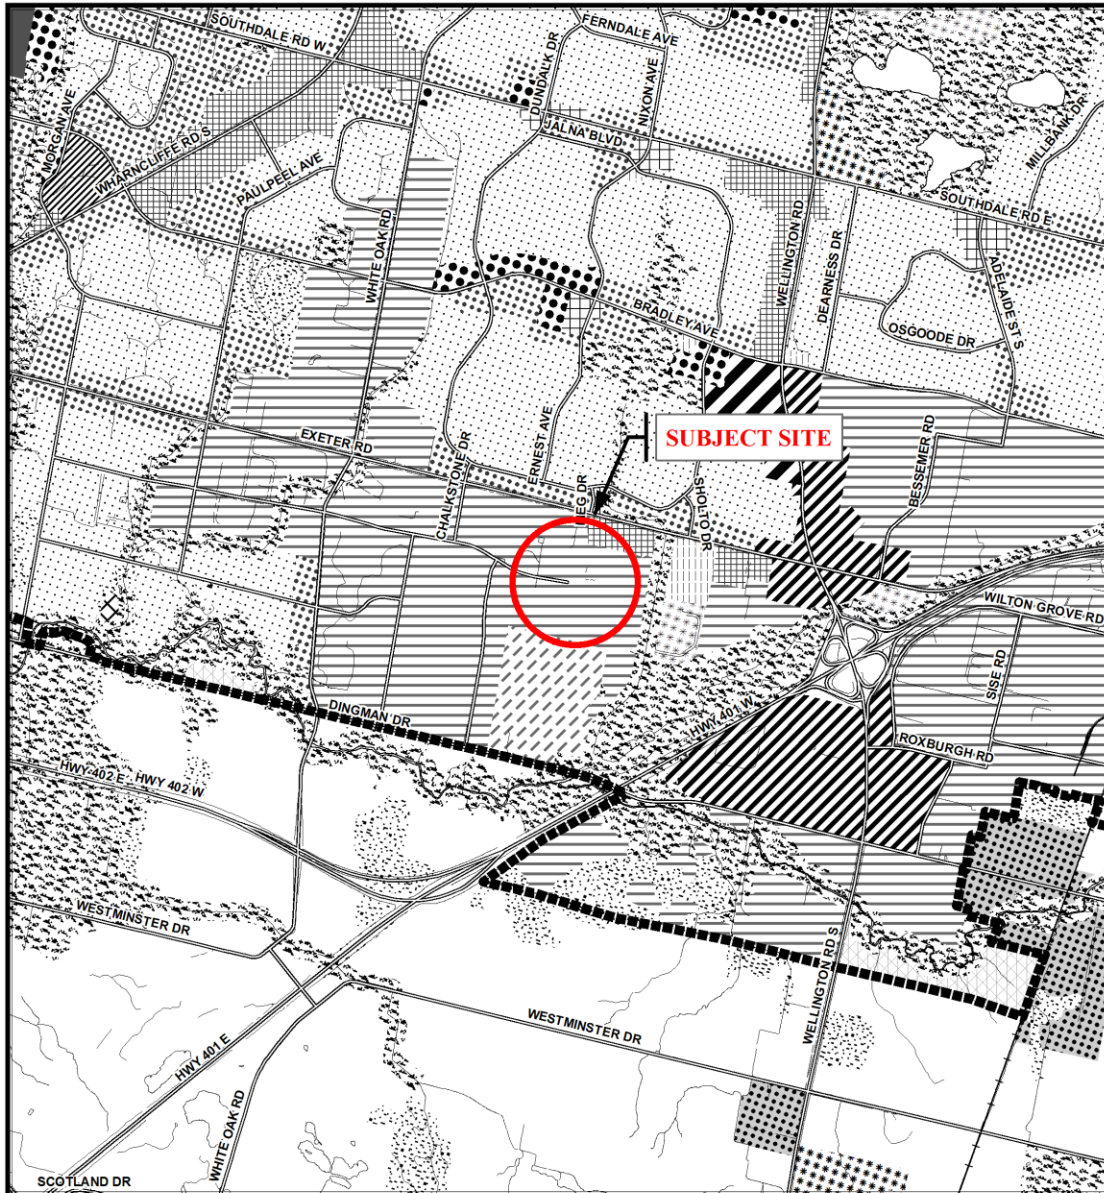 SOUTHDALE RD W
FERNDALE AVE
DUNDALK DR
NIXON AVE
MORGAN AVE
WHARNCLIFFE RD S
JALNA BLVD
MILLBANK DR
PAULPEEL AVE
SOUTHDALE RD E
WHITE OAK RD
WELLINGTON RD
DEARNESS DR
ADELAIDE ST S
BRADLEY AVE
OSGOODE DR
EXETER RD
SUBJECT SITE
CHALKSTONE DR
ERNEST AVE
MEG DR
SHOLTO DR
BESSEMER RD
WILTON GROVE RD
SISE RD
DINGMAN DR
HWY 401 W
ROXBURGH RD
HWY 402 E - HWY 402 W
WESTMINSTER DR
WELLINGTON RD S
WESTMINSTER DR
HWY 401 E
WHITE OAK RD
SCOTLAND DR